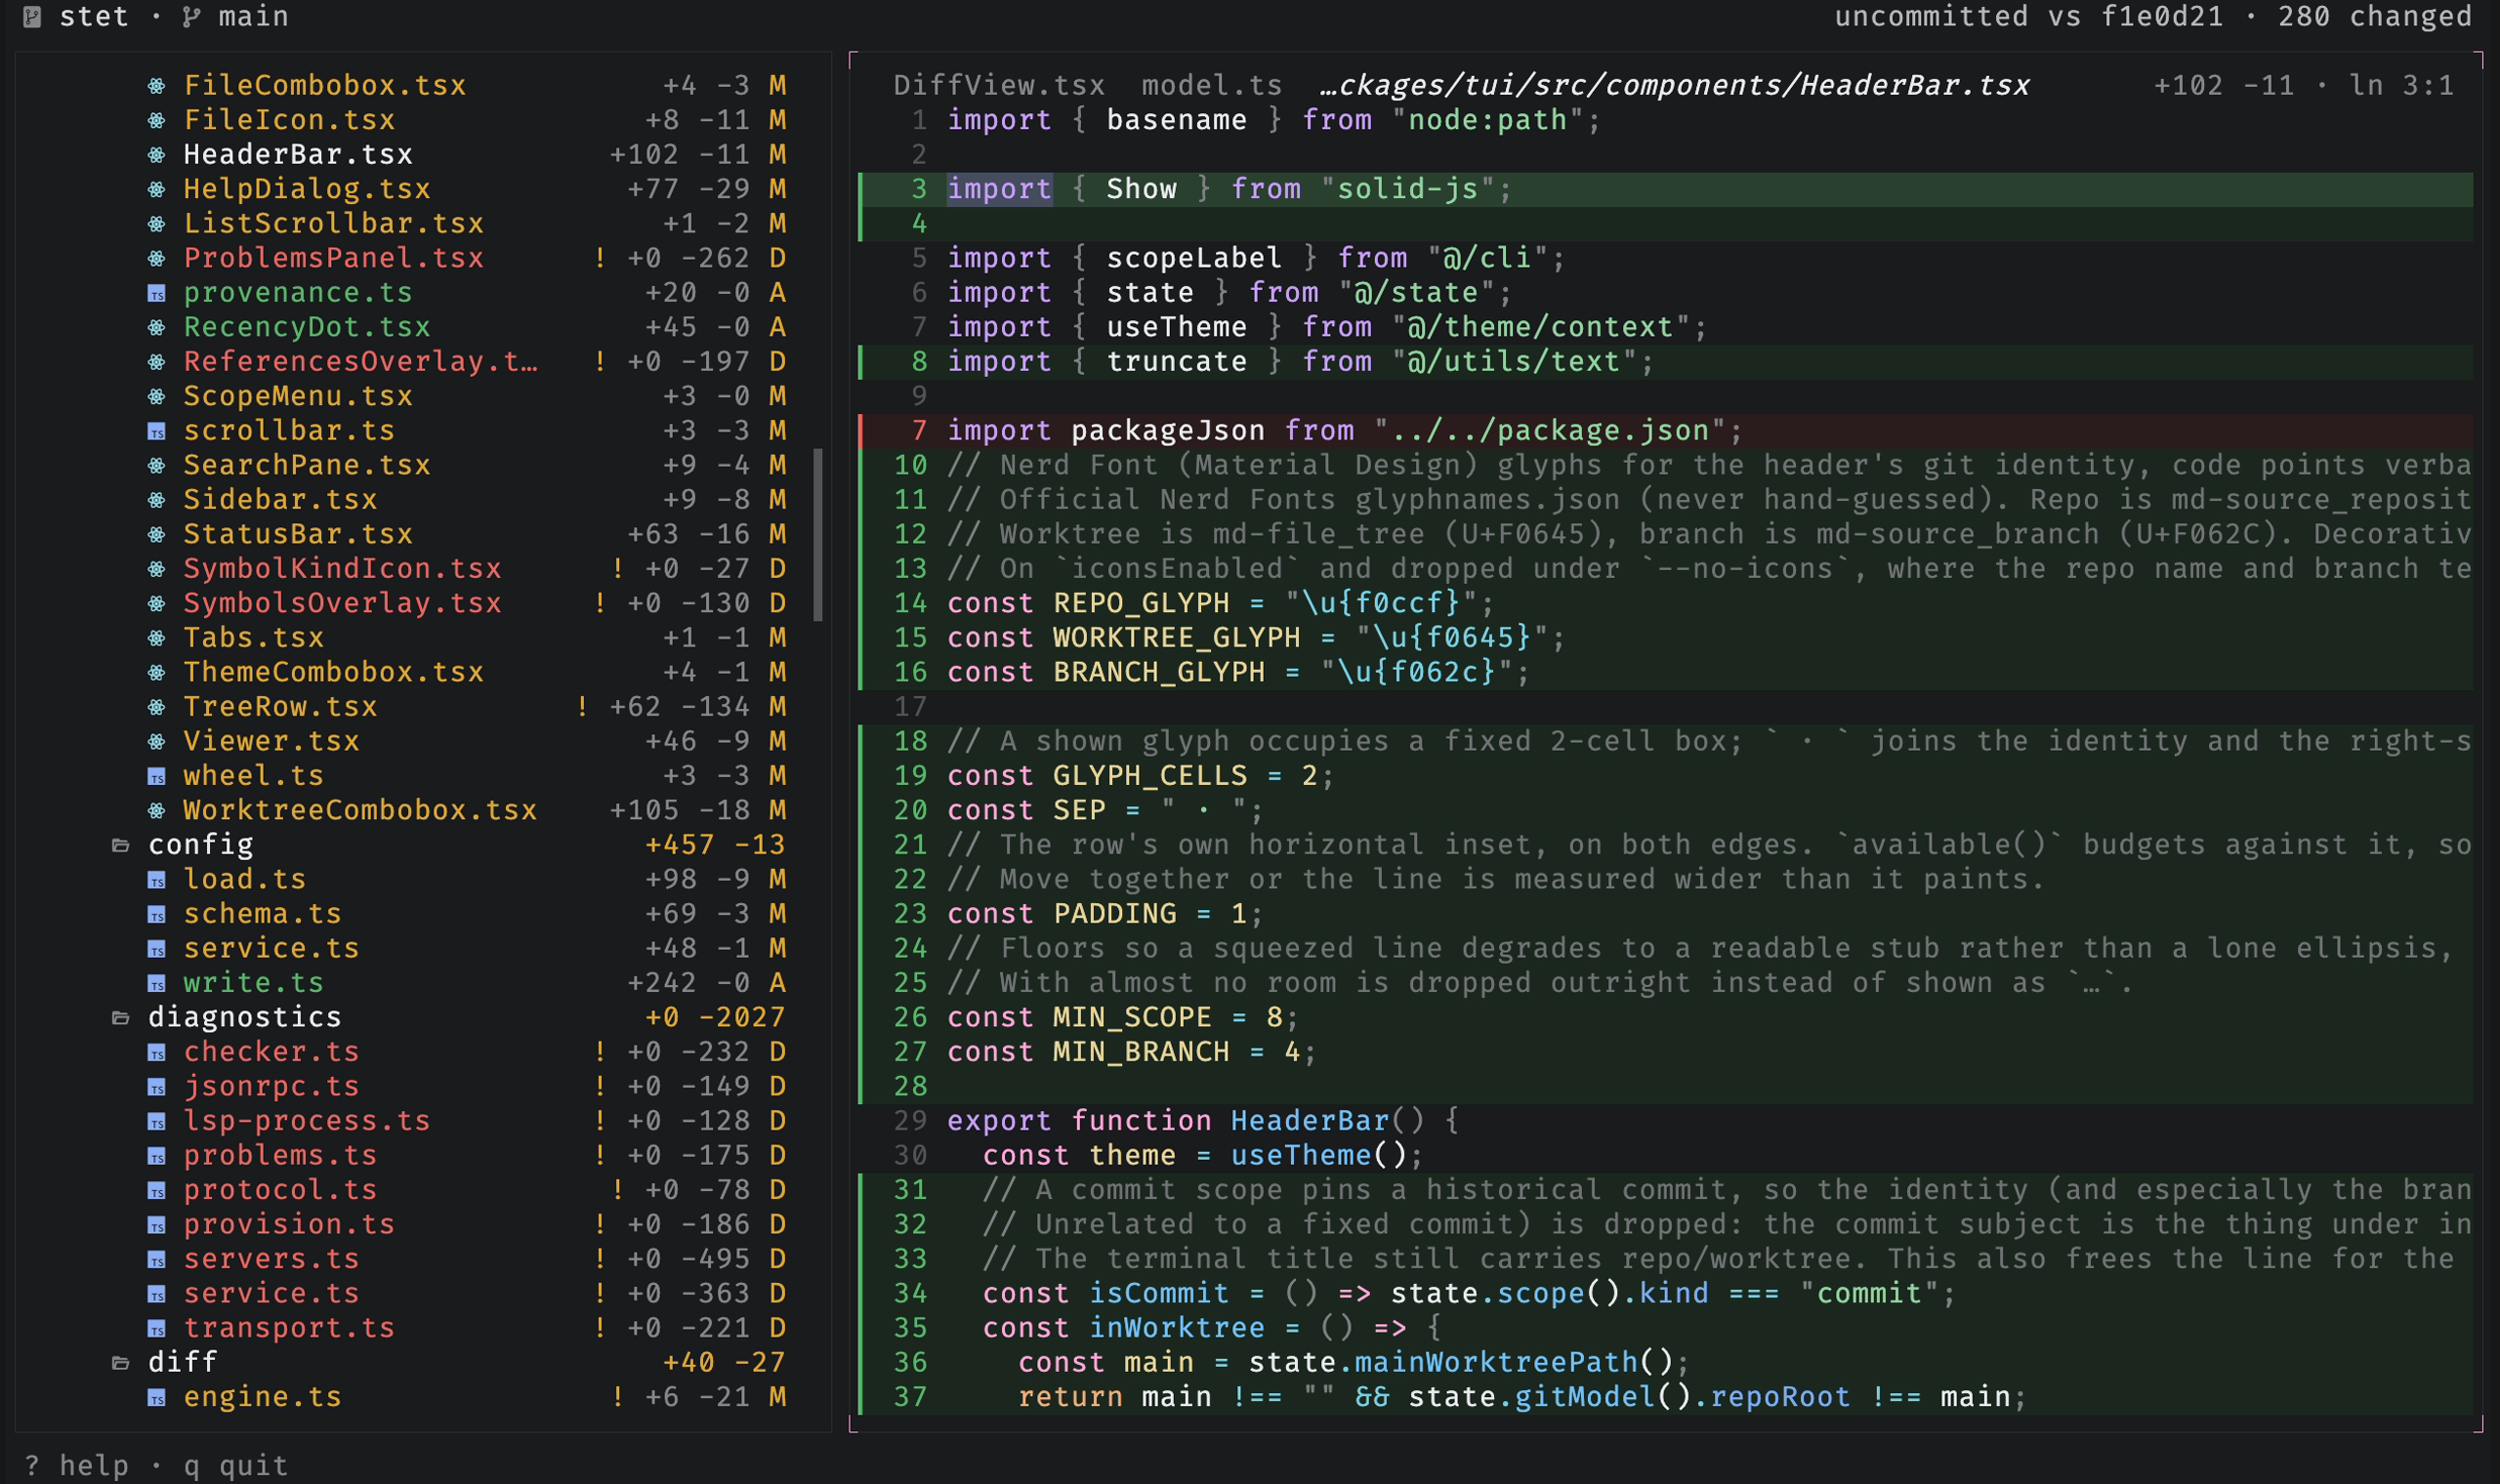 stet · main
uncommitted vs f1e0d21 · 280 changed
FileCombobox.tsx +4 -3 M
FileIcon.tsx +8 -11 M
HeaderBar.tsx +102 -11 M
HelpDialog.tsx +77 -29 M
ListScrollbar.tsx +1 -2 M
ProblemsPanel.tsx ! +0 -262 D
provenance.ts +20 -0 A
RecencyDot.tsx +45 -0 A
ReferencesOverlay.t… ! +0 -197 D
ScopeMenu.tsx +3 -0 M
scrollbar.ts +3 -3 M
SearchPane.tsx +9 -4 M
Sidebar.tsx +9 -8 M
StatusBar.tsx +63 -16 M
SymbolKindIcon.tsx ! +0 -27 D
SymbolsOverlay.tsx ! +0 -130 D
Tabs.tsx +1 -1 M
ThemeCombobox.tsx +4 -1 M
TreeRow.tsx ! +62 -134 M
Viewer.tsx +46 -9 M
wheel.ts +3 -3 M
WorktreeCombobox.tsx +105 -18 M
config +457 -13
load.ts +98 -9 M
schema.ts +69 -3 M
service.ts +48 -1 M
write.ts +242 -0 A
diagnostics +0 -2027
checker.ts ! +0 -232 D
jsonrpc.ts ! +0 -149 D
lsp-process.ts ! +0 -128 D
problems.ts ! +0 -175 D
protocol.ts ! +0 -78 D
provision.ts ! +0 -186 D
servers.ts ! +0 -495 D
service.ts ! +0 -363 D
transport.ts ! +0 -221 D
diff +40 -27
engine.ts ! +6 -21 M
DiffView.tsx model.ts …ckages/tui/src/components/HeaderBar.tsx +102 -11 · ln 3:1
1 import { basename } from "node:path";
2
3 import { Show } from "solid-js";
4
5 import { scopeLabel } from "@/cli";
6 import { state } from "@/state";
7 import { useTheme } from "@/theme/context";
8 import { truncate } from "@/utils/text";
9
7 import packageJson from "../../package.json";
10 // Nerd Font (Material Design) glyphs for the header's git identity, code points verba
11 // Official Nerd Fonts glyphnames.json (never hand-guessed). Repo is md-source_reposit
12 // Worktree is md-file_tree (U+F0645), branch is md-source_branch (U+F062C). Decorativ
13 // On `iconsEnabled` and dropped under `--no-icons`, where the repo name and branch te
14 const REPO_GLYPH = "\u{f0ccf}";
15 const WORKTREE_GLYPH = "\u{f0645}";
16 const BRANCH_GLYPH = "\u{f062c}";
17
18 // A shown glyph occupies a fixed 2-cell box; ` · ` joins the identity and the right-s
19 const GLYPH_CELLS = 2;
20 const SEP = " · ";
21 // The row's own horizontal inset, on both edges. `available()` budgets against it, so
22 // Move together or the line is measured wider than it paints.
23 const PADDING = 1;
24 // Floors so a squeezed line degrades to a readable stub rather than a lone ellipsis,
25 // With almost no room is dropped outright instead of shown as `…`.
26 const MIN_SCOPE = 8;
27 const MIN_BRANCH = 4;
28
29 export function HeaderBar() {
30 const theme = useTheme();
31 // A commit scope pins a historical commit, so the identity (and especially the bran
32 // Unrelated to a fixed commit) is dropped: the commit subject is the thing under in
33 // The terminal title still carries repo/worktree. This also frees the line for the
34 const isCommit = () => state.scope().kind === "commit";
35 const inWorktree = () => {
36 const main = state.mainWorktreePath();
37 return main !== "" && state.gitModel().repoRoot !== main;
? help · q quit